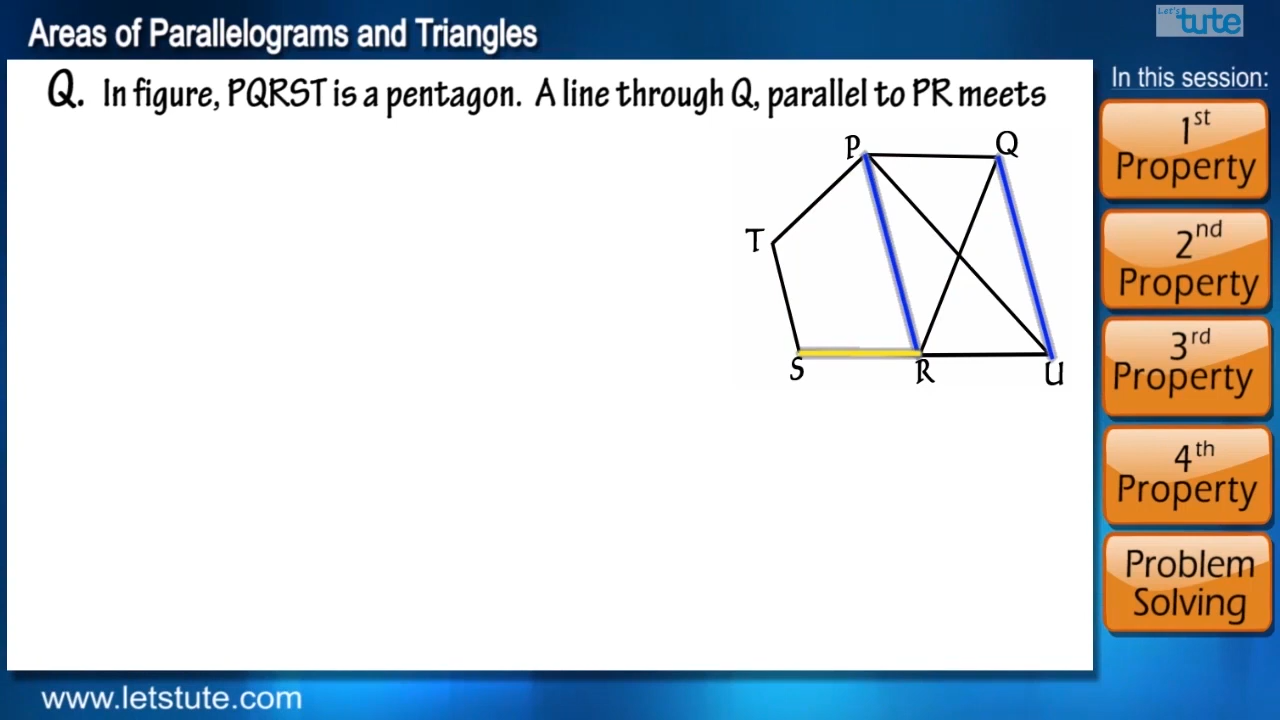 Areas of Parallelograms and Triangles
Let's tute
Q. In figure, PQRST is a pentagon. A line through Q, parallel to PR meets
P
Q
T
S
R
U
In this session:
1st
Property
2nd
Property
3rd
Property
4th
Property
Problem
Solving
www.letstute.com